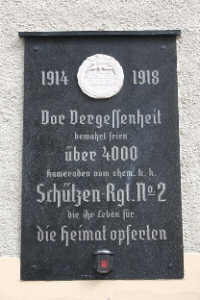 1914 1918
Vor Vergessenheit
bewahrt seien
über 4000
Kameraden vom ehem. k. k.
Schützen-Rgt. No 2
die ihr Leben für
die Heimat opferten